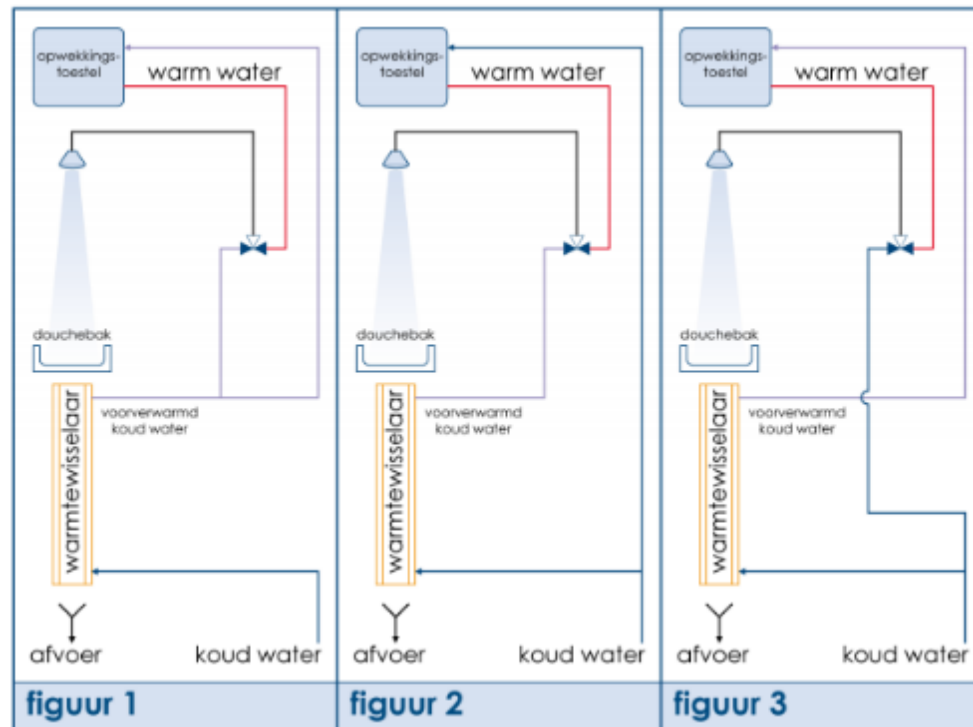 opwekkings-
toestel
warm water
douchebak
voorverwarmd
koud water
warmtewisselaar
afvoer
koud water
figuur 1
opwekkings-
toestel
warm water
douchebak
voorverwarmd
koud water
warmtewisselaar
afvoer
koud water
figuur 2
opwekkings-
toestel
warm water
douchebak
voorverwarmd
koud water
warmtewisselaar
afvoer
koud water
figuur 3